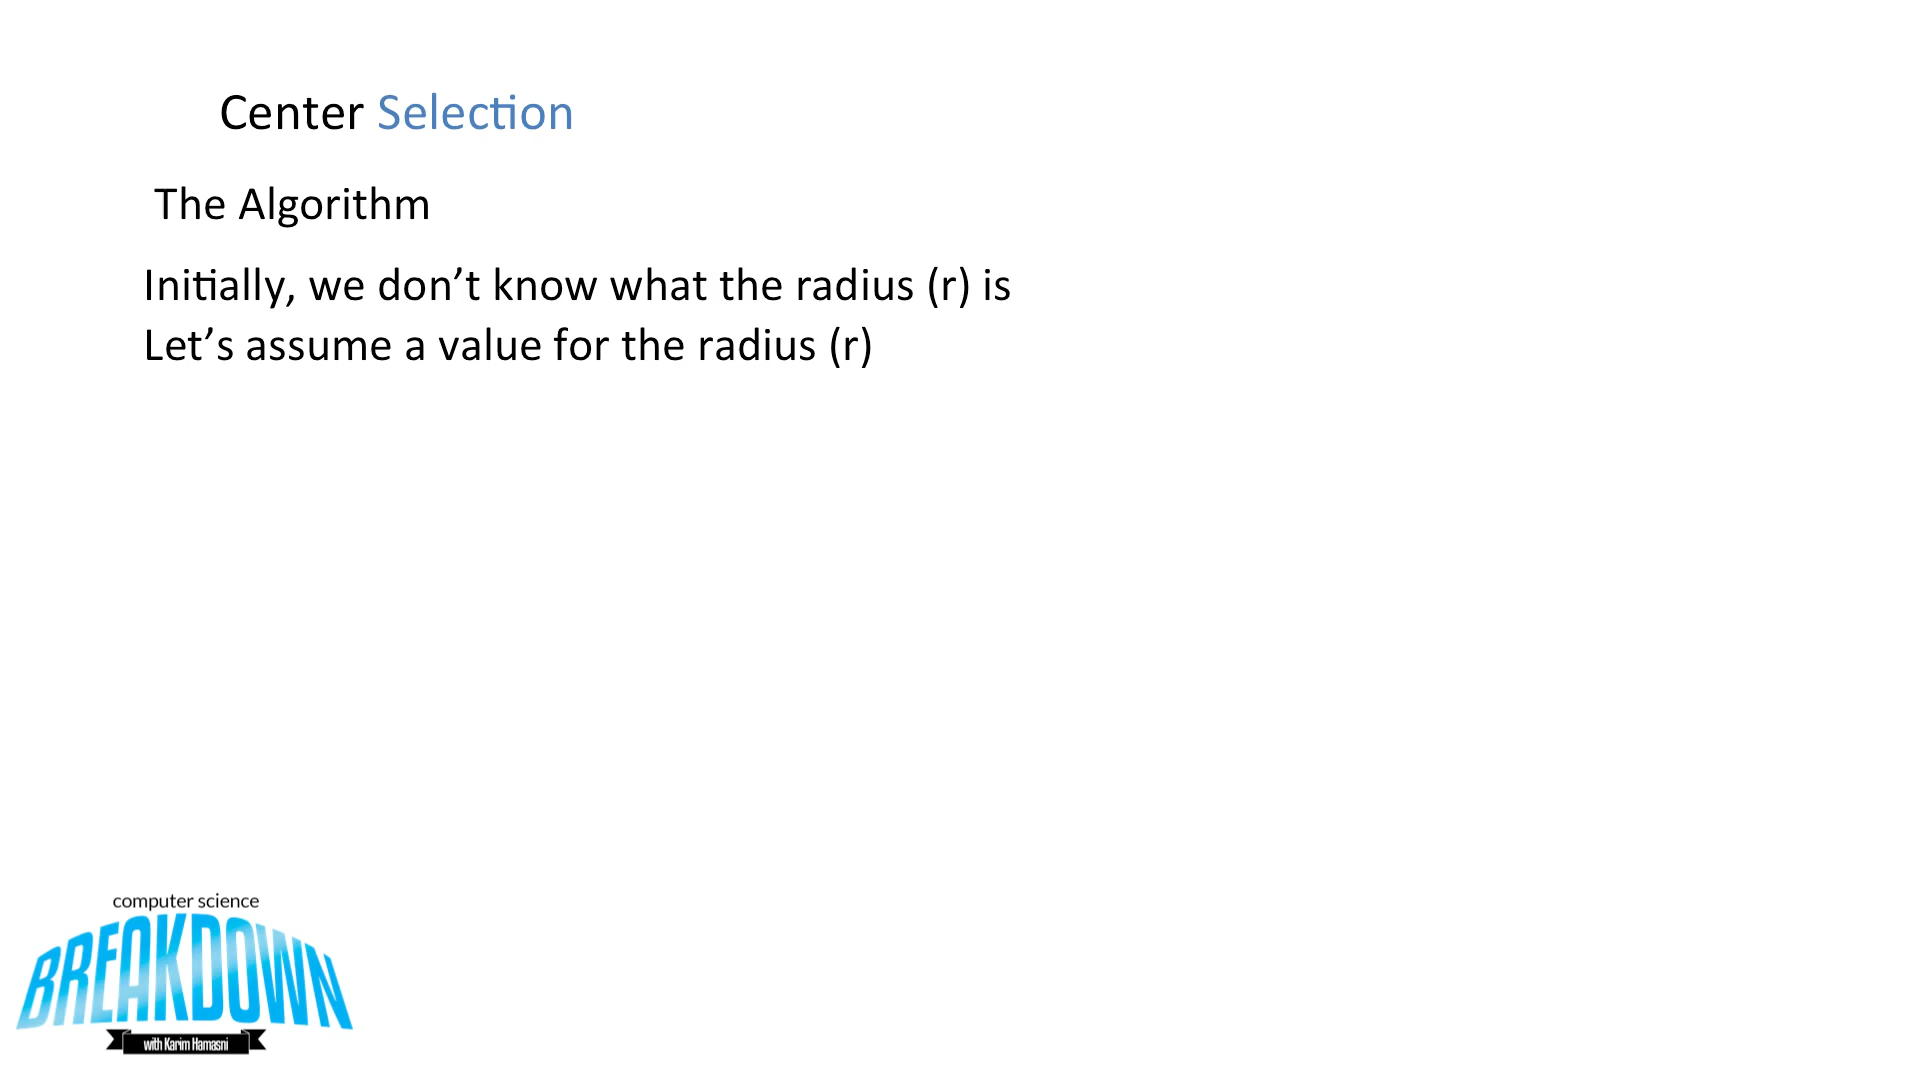 Center Selection
The Algorithm
Initially, we don’t know what the radius (r) is
Let’s assume a value for the radius (r)
computer science
BREAKDOWN
with Karim Hamasni